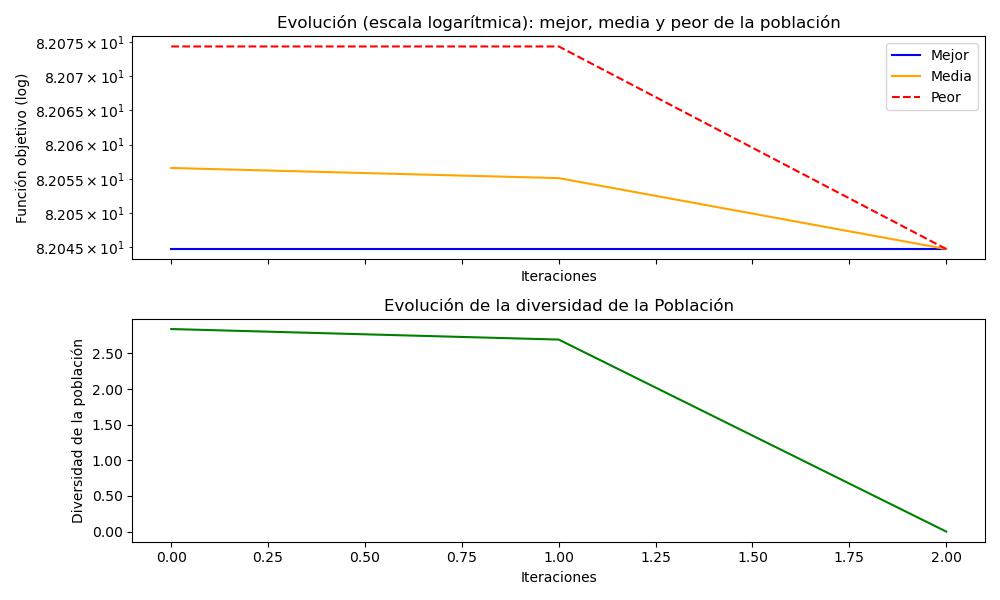 Evolución (escala logarítmica): mejor, media y peor de la población
Función objetivo (log)
8.2075 × 10¹
8.207 × 10¹
8.2065 × 10¹
8.206 × 10¹
8.2055 × 10¹
8.205 × 10¹
8.2045 × 10¹
Mejor
Media
Peor
Iteraciones
Evolución de la diversidad de la Población
Diversidad de la población
2.50
2.00
1.50
1.00
0.50
0.00
0.00 0.25 0.50 0.75 1.00 1.25 1.50 1.75 2.00
Iteraciones